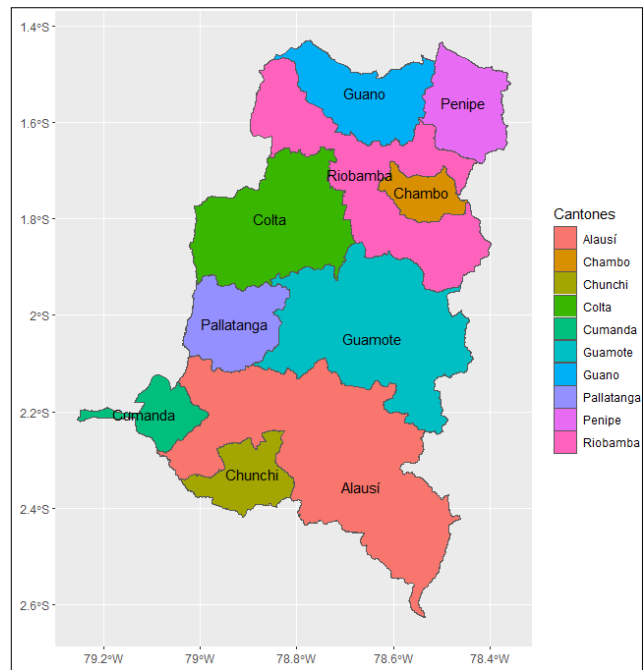 1.4°S
1.6°S
1.8°S
2°S
2.2°S
2.4°S
2.6°S
79.2°W
79°W
78.8°W
78.6°W
78.4°W
Guano
Penipe
Riobamba
Chambo
Colta
Pallatanga
Guamote
Cumanda
Chunchi
Alausí
Cantones
Alausí
Chambo
Chunchi
Colta
Cumanda
Guamote
Guano
Pallatanga
Penipe
Riobamba